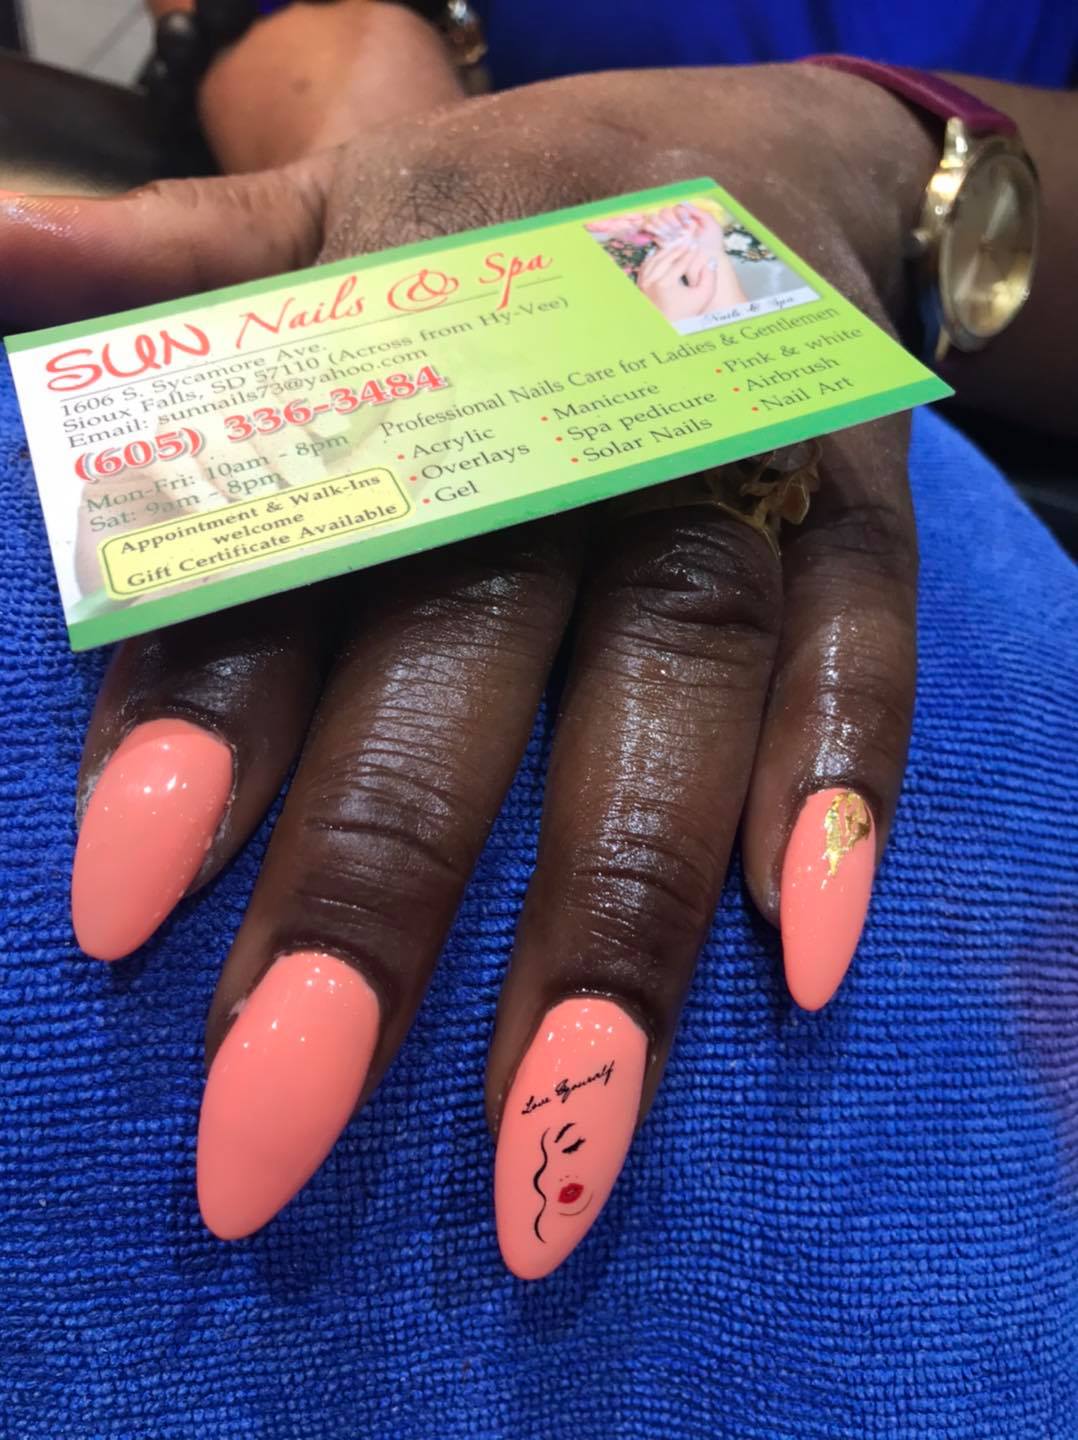 SUN Nails & Spa
1606 S. Sycamore Ave.
Sioux Falls, SD 57110 (Across from Hy-Vee)
Email: sunnails73@yahoo.com
(605) 336-3484
Mon-Fri: 10am - 8pm
Sat: 9am - 8pm
Appointment & Walk-Ins
welcome
Gift Certificate Available
Professional Nails Care for Ladies & Gentlemen
• Acrylic
• Overlays
• Gel
• Manicure
• Spa pedicure
• Solar Nails
• Pink & white
• Airbrush
• Nail Art
Nails & Spa
Love Yourself